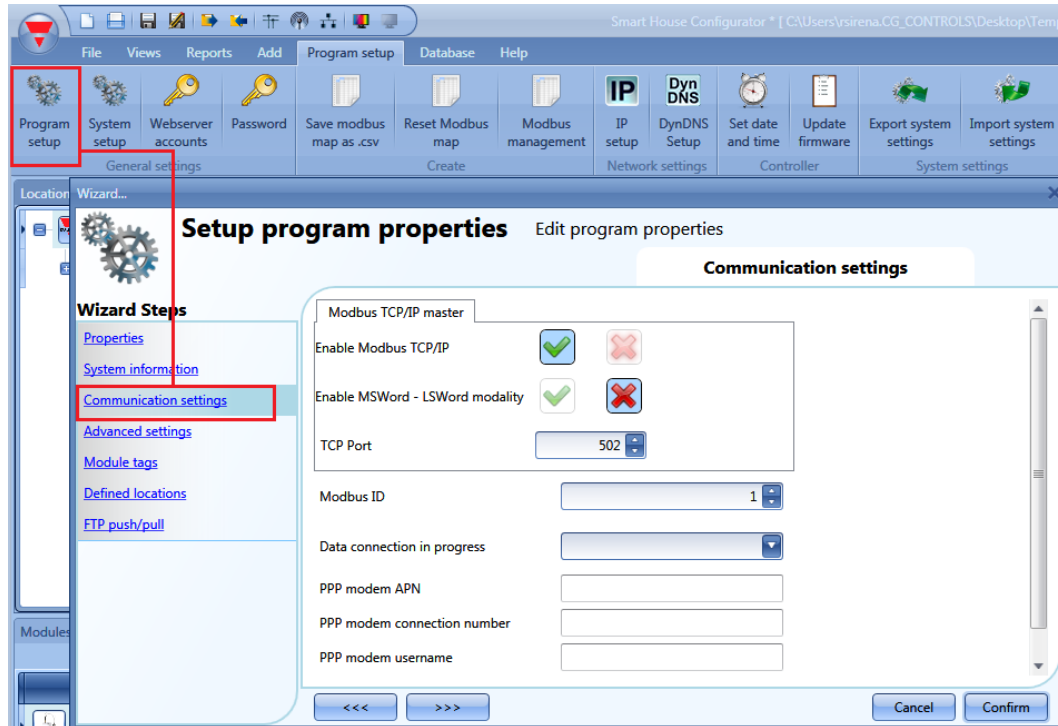 Smart House Configurator * [ C:\Users\rsirena.CG_CONTROLS\Desktop\Temp
File Views Reports Add Program setup Database Help
IP Dyn DNS
Program setup
System setup
Webserver accounts
Password
Save modbus map as .csv
Reset Modbus map
Modbus management
IP setup
DynDNS Setup
Set date and time
Update firmware
Export system settings
Import system settings
General settings Create Network settings Controller System settings
Location Wizard...
Setup program properties Edit program properties
Communication settings
Wizard Steps
Properties
System information
Communication settings
Advanced settings
Module tags
Defined locations
FTP push/pull
Modbus TCP/IP master
Enable Modbus TCP/IP
Enable MSWord - LSWord modality
TCP Port 502
Modbus ID 1
Data connection in progress
PPP modem APN
PPP modem connection number
PPP modem username
Modules
<<< >>> Cancel Confirm